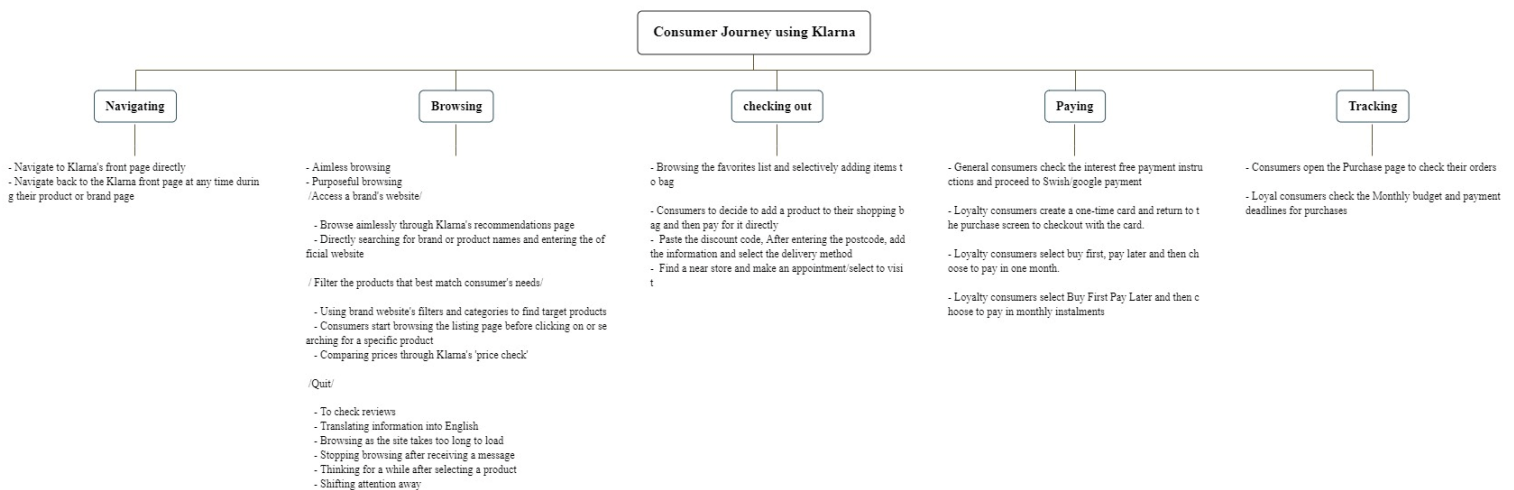 Consumer Journey using Klarna
Navigating
- Navigate to Klarna's front page directly
- Navigate back to the Klarna front page at any time durin
g their product or brand page
Browsing
- Aimless browsing
- Purposeful browsing
/Access a brand's website/
- Browse aimlessly through Klarna's recommendations page
- Directly searching for brand or product names and entering the of
ficial website
/ Filter the products that best match consumer's needs/
- Using brand website's filters and categories to find target products
- Consumers start browsing the listing page before clicking on or se
arching for a specific product
- Comparing prices through Klarna's 'price check'
/Quit/
- To check reviews
- Translating information into English
- Browsing as the site takes too long to load
- Stopping browsing after receiving a message
- Thinking for a while after selecting a product
- Shifting attention away
checking out
- Browsing the favorites list and selectively adding items t
o bag
- Consumers to decide to add a product to their shopping b
ag and then pay for it directly
- Paste the discount code, After entering the postcode, add
the information and select the delivery method
- Find a near store and make an appointment/select to visi
t
Paying
- General consumers check the interest free payment instru
ctions and proceed to Swish/google payment
- Loyalty consumers create a one-time card and return to t
he purchase screen to checkout with the card.
- Loyalty consumers select buy first, pay later and then ch
oose to pay in one month.
- Loyalty consumers select Buy First Pay Later and then c
hoose to pay in monthly instalments
Tracking
- Consumers open the Purchase page to check their orders
- Loyal consumers check the Monthly budget and payment
deadlines for purchases